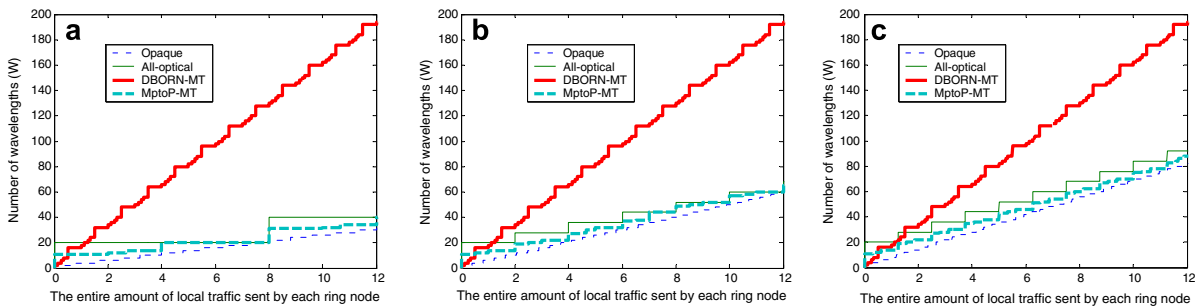 a
200
180
160
140
120
100
80
60
40
20
0
Number of wavelengths (W)
Opaque
All-optical
DBORN-MT
MptoP-MT
0 2 4 6 8 10 12
The entire amount of local traffic sent by each ring node
b
200
180
160
140
120
100
80
60
40
20
0
Number of wavelengths (W)
Opaque
All-optical
DBORN-MT
MptoP-MT
0 2 4 6 8 10 12
The entire amount of local traffic sent by each ring node
c
200
180
160
140
120
100
80
60
40
20
0
Number of wavelengths (W)
Opaque
All-optical
DBORN-MT
MptoP-MT
0 2 4 6 8 10 12
The entire amount of local traffic sent by each ring node